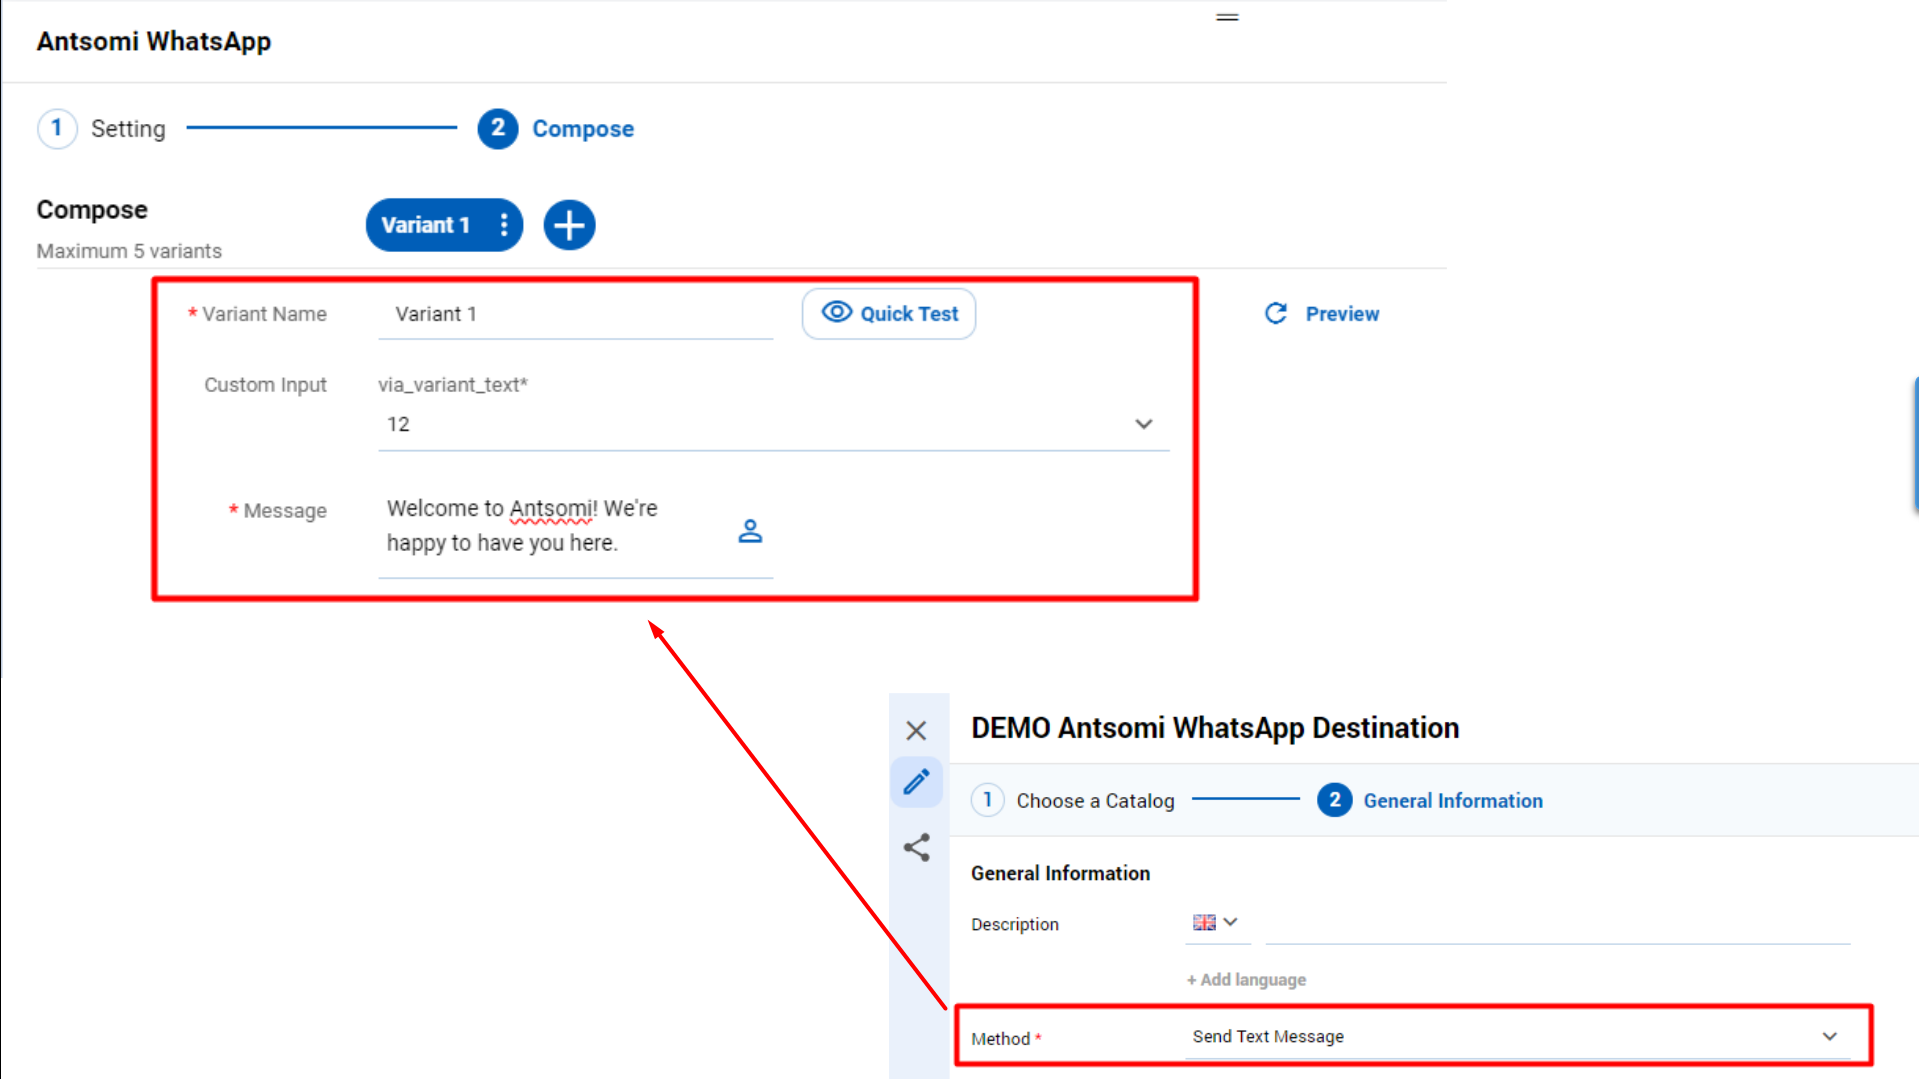 Antsomi WhatsApp
1 Setting 2 Compose
Compose
Maximum 5 variants
Variant 1
* Variant Name Variant 1 Quick Test Preview
Custom Input via_variant_text*
12
* Message Welcome to Antsomi! We're
happy to have you here.
DEMO Antsomi WhatsApp Destination
1 Choose a Catalog 2 General Information
General Information
Description
+ Add language
Method * Send Text Message